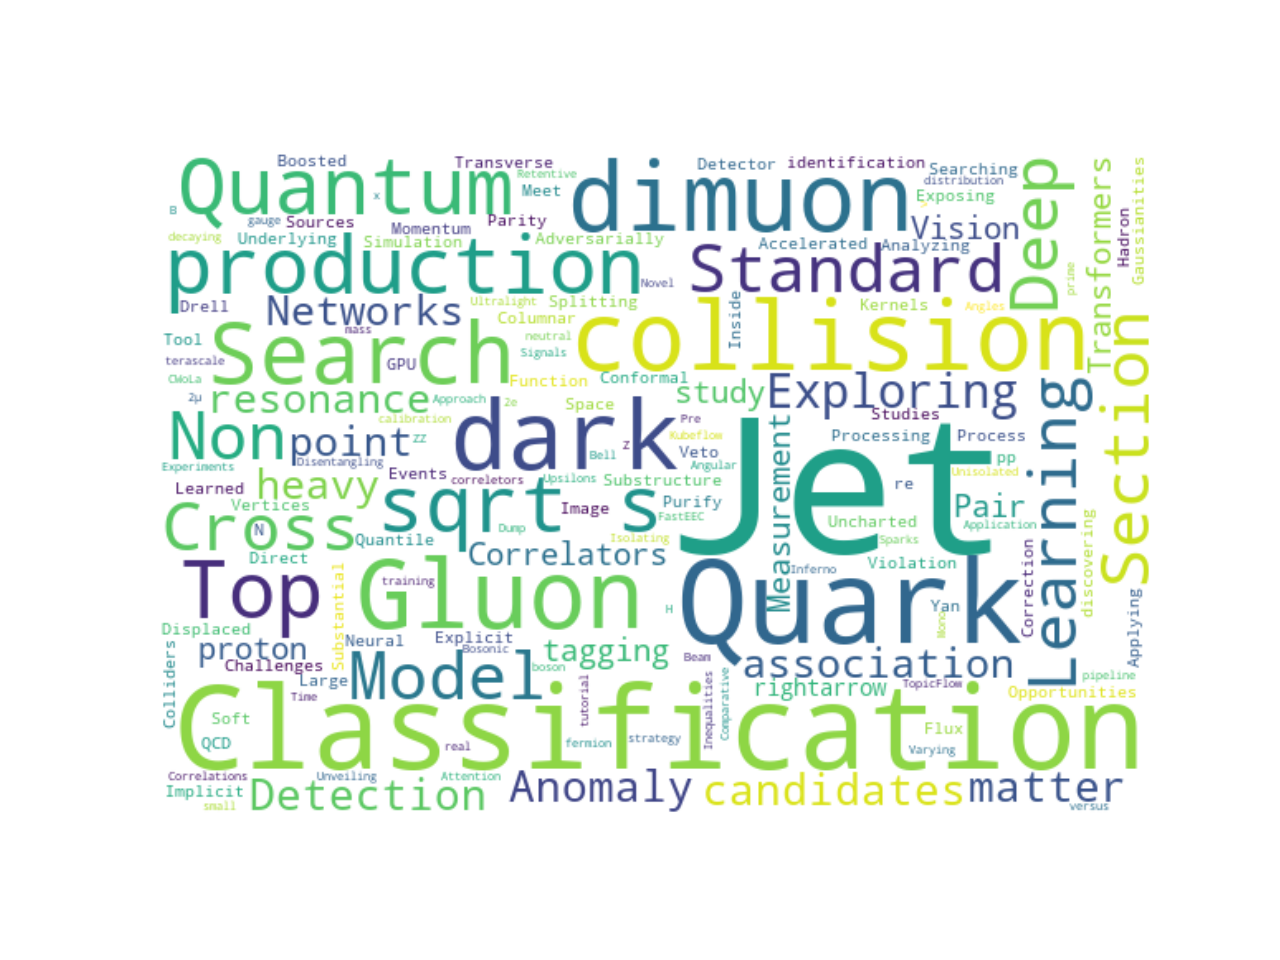 Boosted
Transverse
Detector
identification
Quantum
Retentive
dimuon
Searching
Deep
Transformers
Gaussianities
x
Meet
distribution
Exposing
B
gauge
Sources
Momentum
Parity
Vision
Hadron
decaying
Underlying
Simulation
Adversarially
Accelerated
Analyzing
production
Standard
prime
Novel
Drell
Networks
Ultralight
Splitting
Inside
Kernels
Angles
Columnar
collision
Tool
Search
mass
neutral
terascale
GPU
Signals
Section
CWoLa
Function
Conformal
2μ
resonance
Approach
2e
Space
study
Exploring
Learning
calibration
dark
Pre
Studies
Non
point
ZZ
Z
Kubeflow
Jet
Measurement
Processing
Process
Bell
Veto
Experiments
Disentangling
Angular
pp
Events
correletors
Upsilons
Substructure
Unisolated
Learned
heavy
re
Vertices
sqrt s
Image
Purify
Pair
Cross
N
Dump
FastEEC
Uncharted
Application
Quantile
Isolating
Sparks
Direct
Correlators
Violation
Correction
discovering
Top
Substantial
Gluon
training
Quark
Inferno
H
Yan
Mono
Applying
Displaced
Neural
Explicit
proton
Bosonic
tagging
Beam
association
Colliders
Challenges
Model
boson
Large
Time
tutorial
Inequalities
Comparative
rightarrow
TopicFlow
pipeline
Opportunities
Classification
Soft
Flux
QCD
real
fermion
strategy
Varying
Correlations
Unveiling
Attention
Implicit
Detection
Anomaly
candidates
matter
small
versus